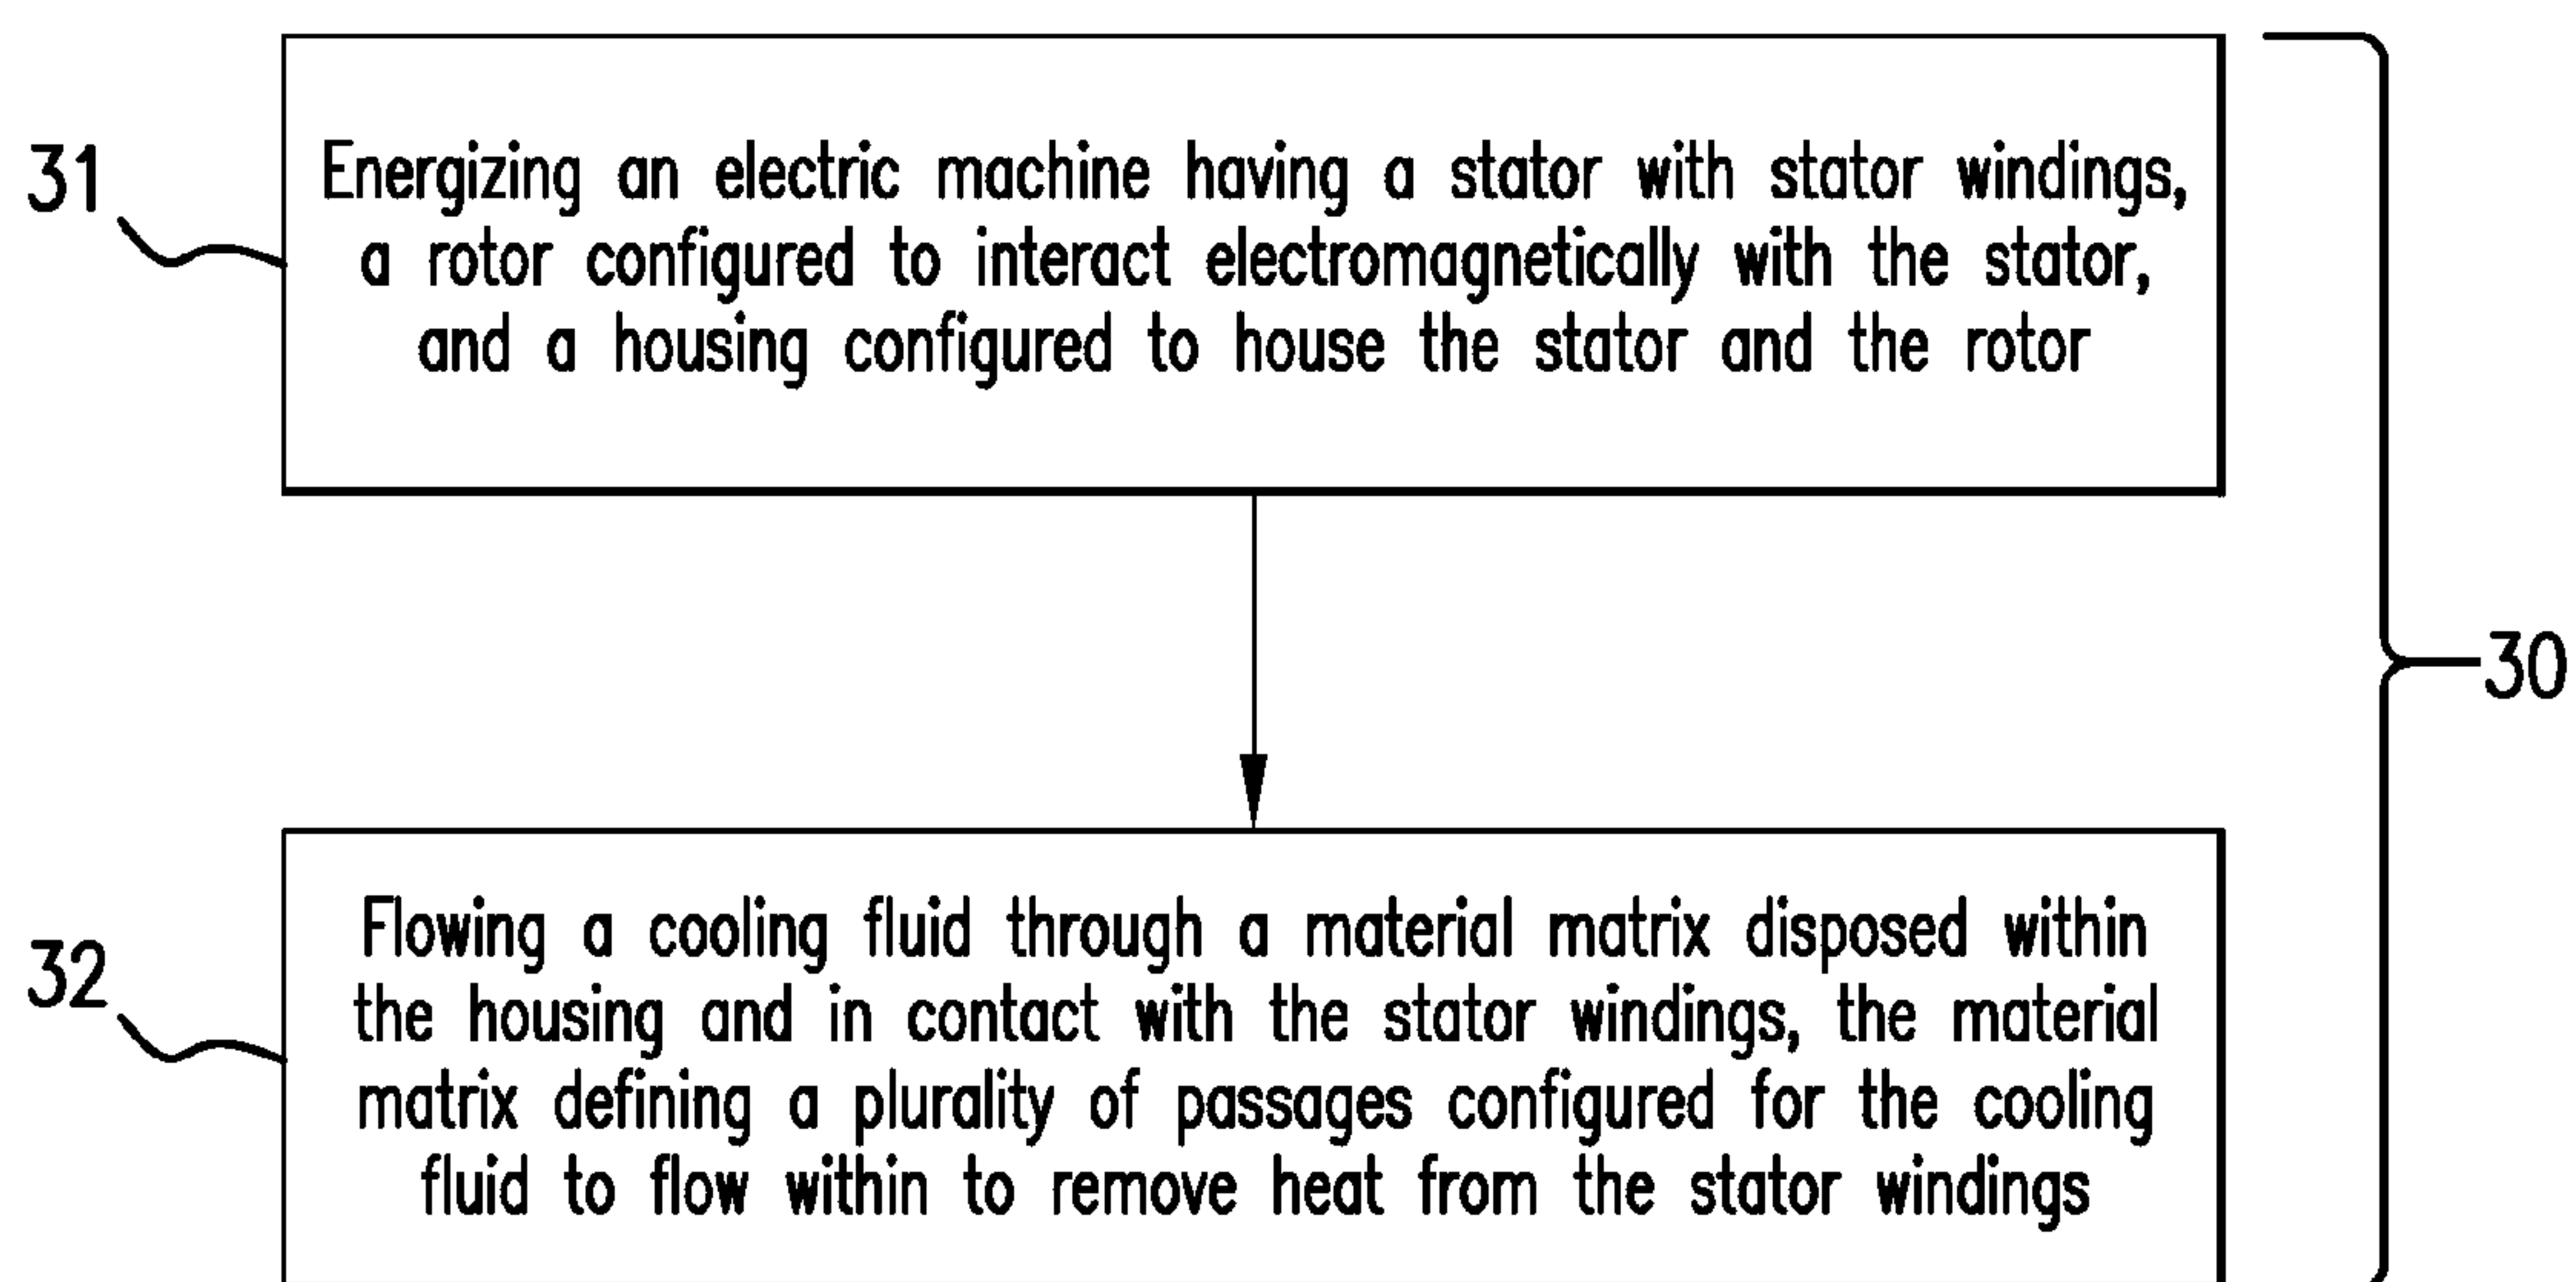 31
Energizing an electric machine having a stator with stator windings,
a rotor configured to interact electromagnetically with the stator,
and a housing configured to house the stator and the rotor
30
32
Flowing a cooling fluid through a material matrix disposed within
the housing and in contact with the stator windings, the material
matrix defining a plurality of passages configured for the cooling
fluid to flow within to remove heat from the stator windings